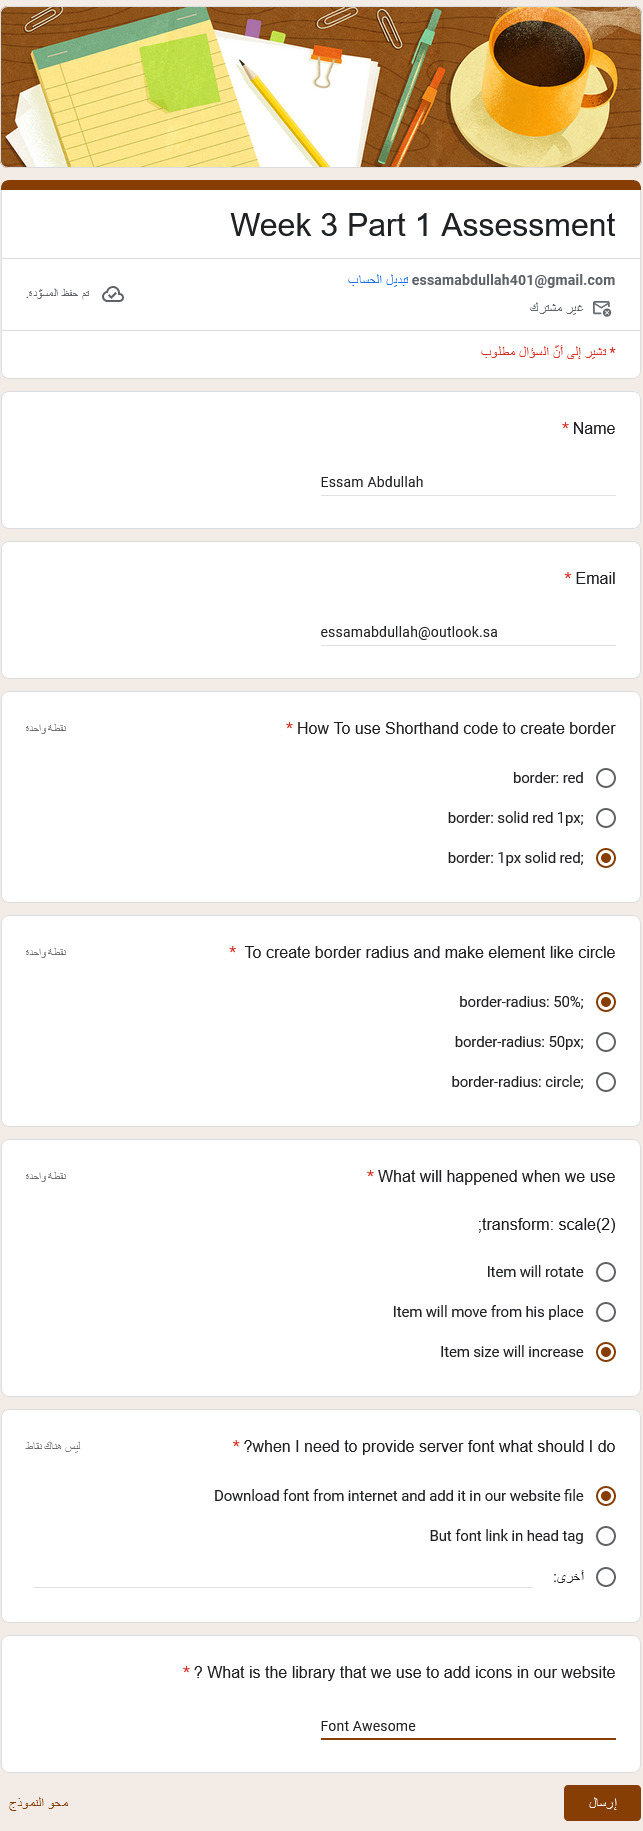 Week 3 Part 1 Assessment
essamabdullah401@gmail.com تبديل الحساب
غير مشترك
تم حفظ المسوّدة.
* تشير إلى أنّ السؤال مطلوب
Name *
Essam Abdullah
Email *
essamabdullah@outlook.sa
How To use Shorthand code to create border *
نقطة واحدة
border: red
border: solid red 1px;
border: 1px solid red;
To create border radius and make element like circle *
نقطة واحدة
border-radius: 50%;
border-radius: 50px;
border-radius: circle;
What will happened when we use *
نقطة واحدة
;transform: scale(2)
Item will rotate
Item will move from his place
Item size will increase
?when I need to provide server font what should I do *
ليس هناك نقاط
Download font from internet and add it in our website file
But font link in head tag
أخرى:
? What is the library that we use to add icons in our website *
Font Awesome
إرسال
محو النموذج